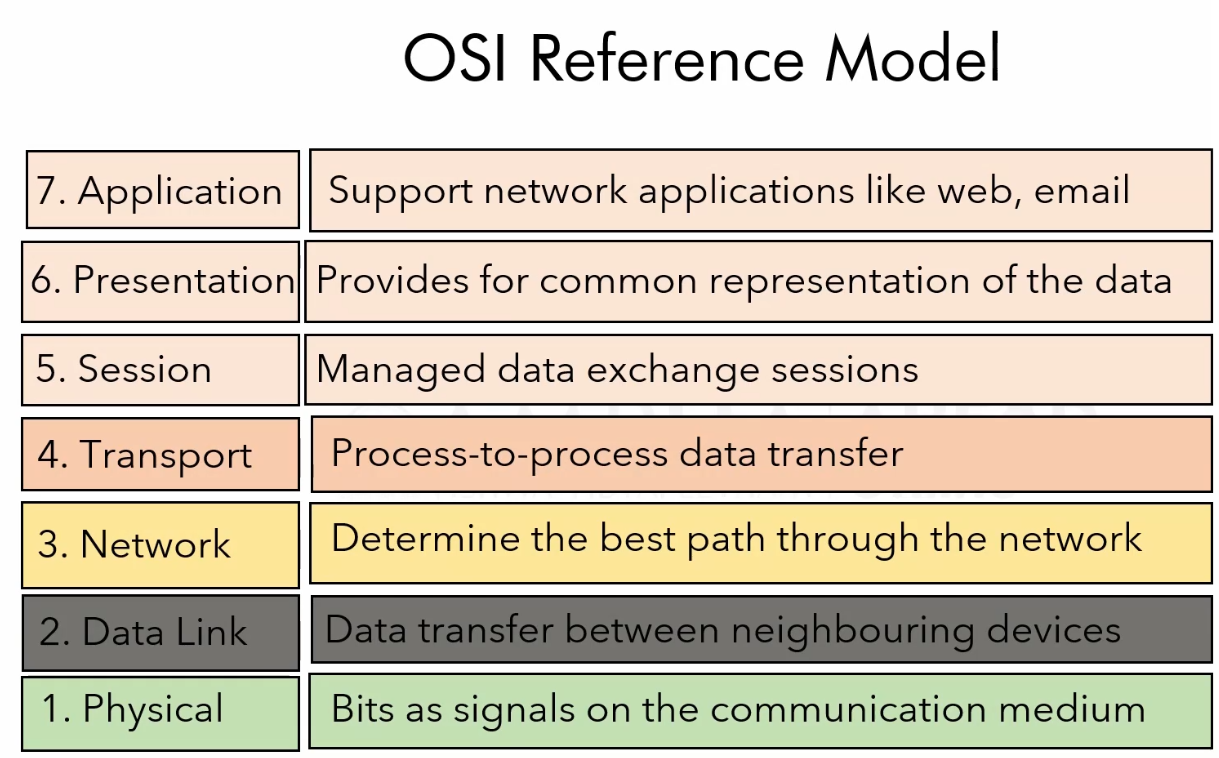 OSI Reference Model
7. Application Support network applications like web, email
6. Presentation Provides for common representation of the data
5. Session Managed data exchange sessions
4. Transport Process-to-process data transfer
3. Network Determine the best path through the network
2. Data Link Data transfer between neighbouring devices
1. Physical Bits as signals on the communication medium